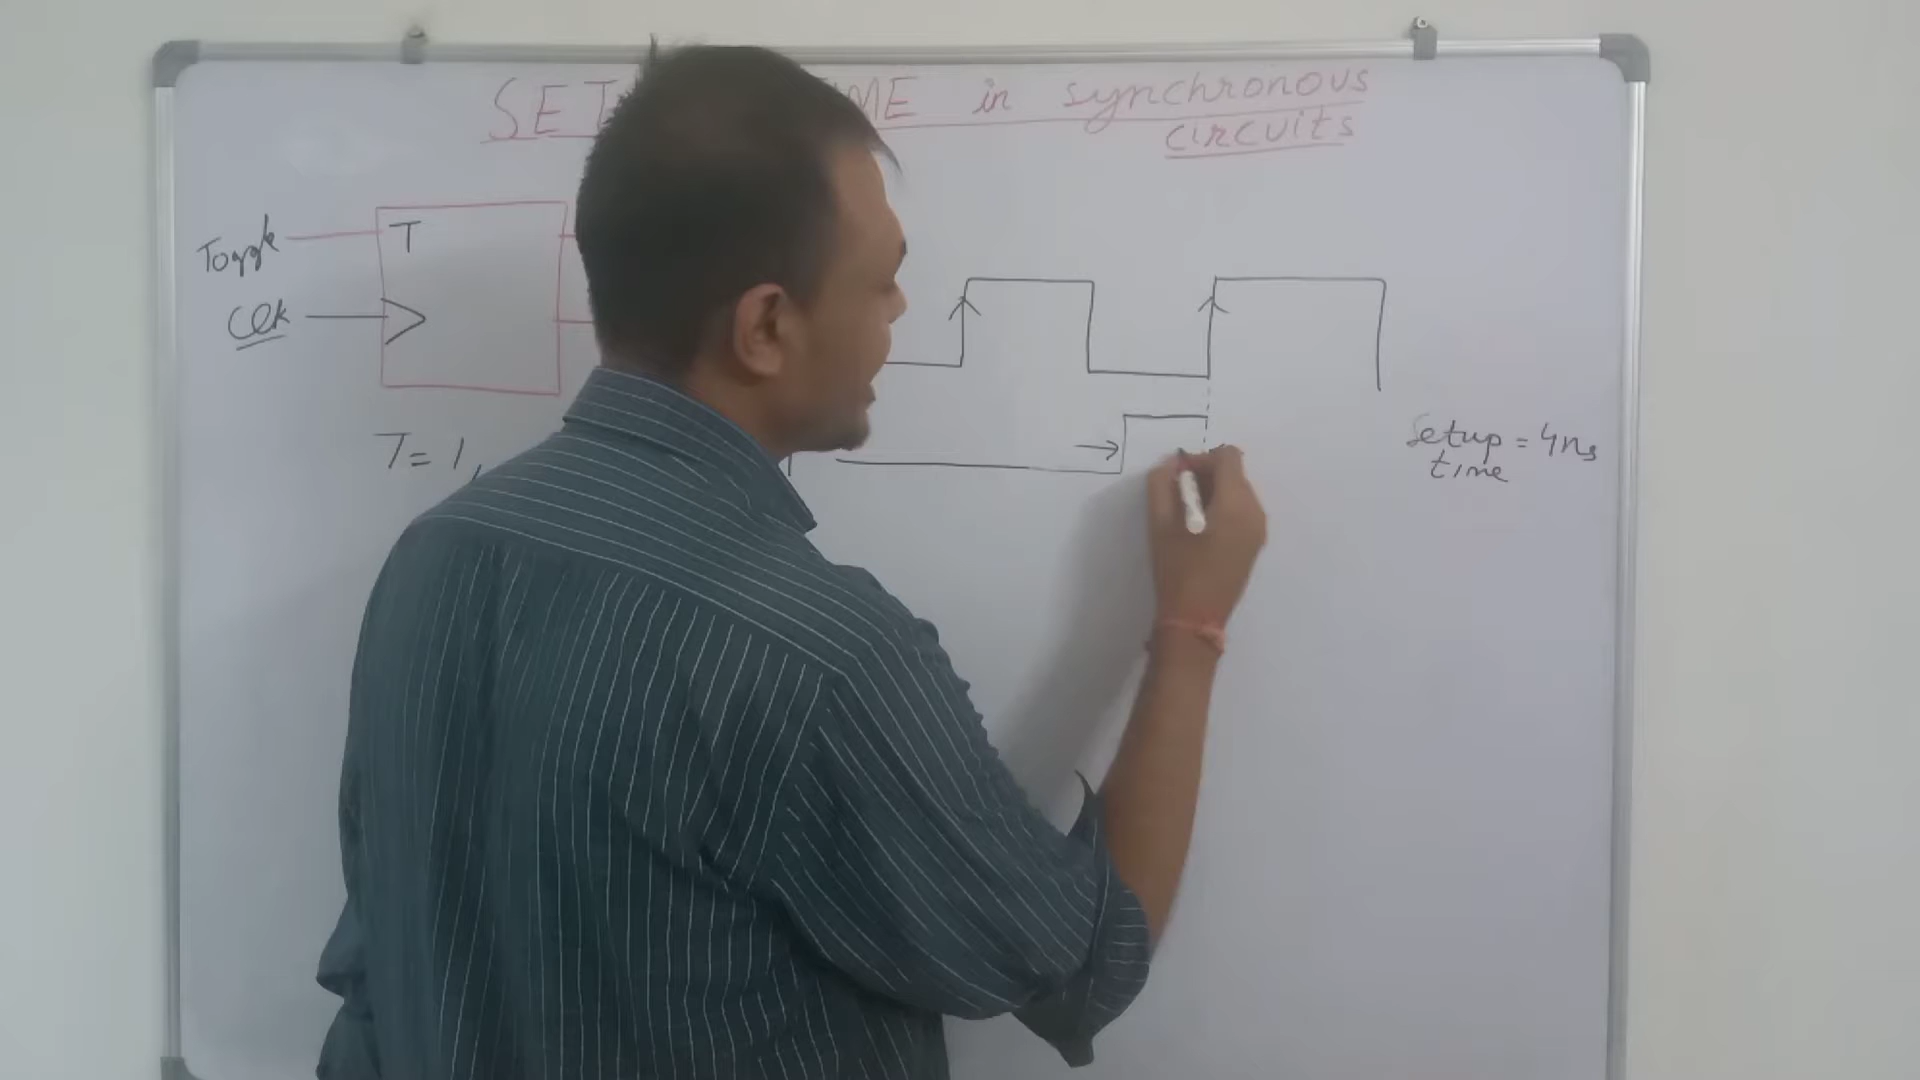 SET ME in synchronous
circuits
Toggle
T
Clk
T = 1,
Setup = 4ns
time